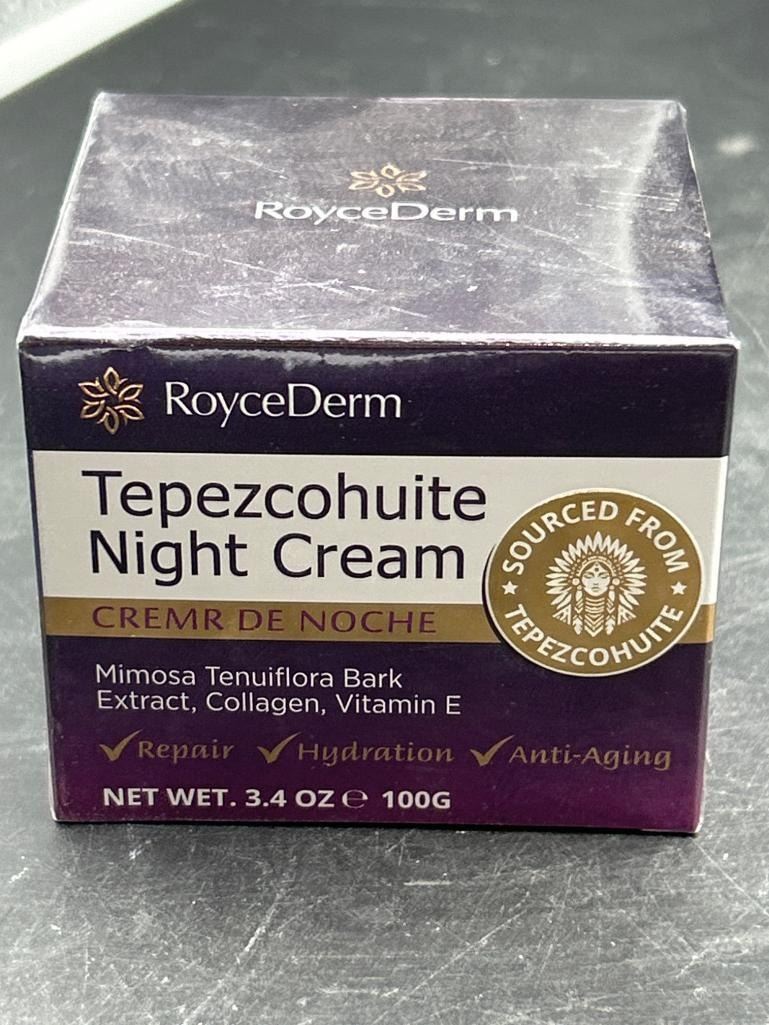 RoyceDerm
RoyceDerm
Tepezcohuite
Night Cream
CREMR DE NOCHE
SOURCED FROM
TEPEZCOHUITE
Mimosa Tenuiflora Bark
Extract, Collagen, Vitamin E
Repair Hydration Anti-Aging
NET WET. 3.4 OZ ℮ 100G